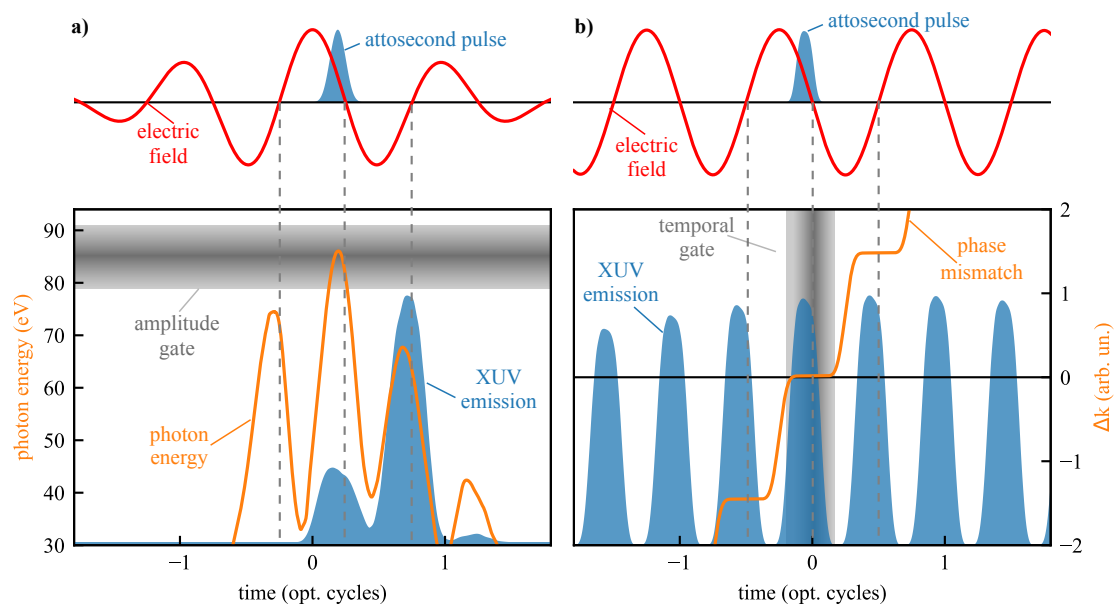 a)
attosecond pulse
electric
field
b)
attosecond pulse
electric
field
photon energy (eV)
90
80
70
60
50
40
30
amplitude
gate
photon
energy
XUV
emission
−1
0
1
time (opt. cycles)
temporal
gate
XUV
emission
phase
mismatch
2
1
0
−1
−2
Δk (arb. un.)
−1
0
1
time (opt. cycles)